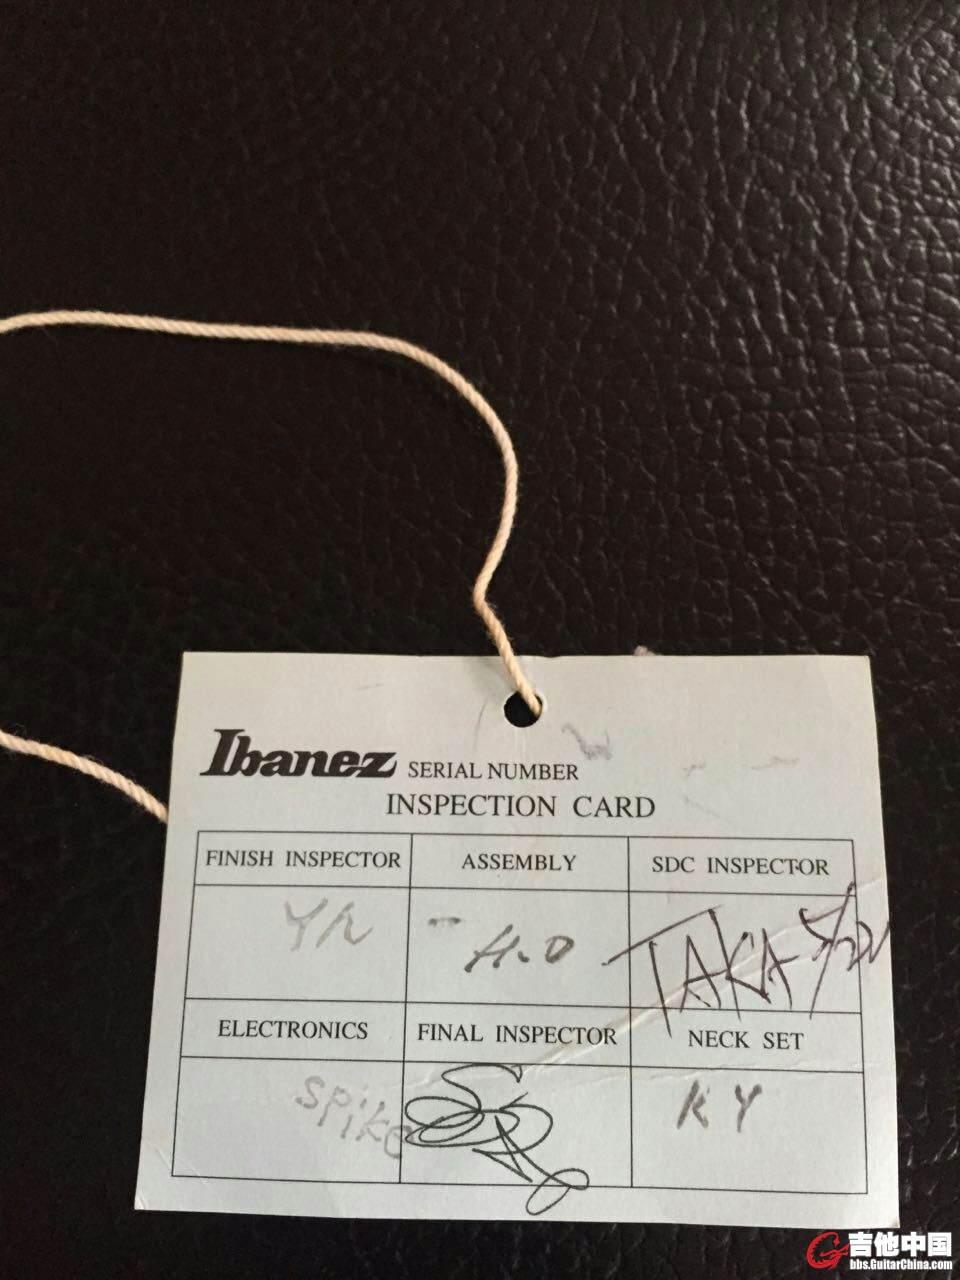 Ibanez SERIAL NUMBER
INSPECTION CARD
FINISH INSPECTOR ASSEMBLY SDC INSPECTOR
H.O TAKA
ELECTRONICS FINAL INSPECTOR NECK SET
Spike KY
吉他中国
bbs.GuitarChina.com